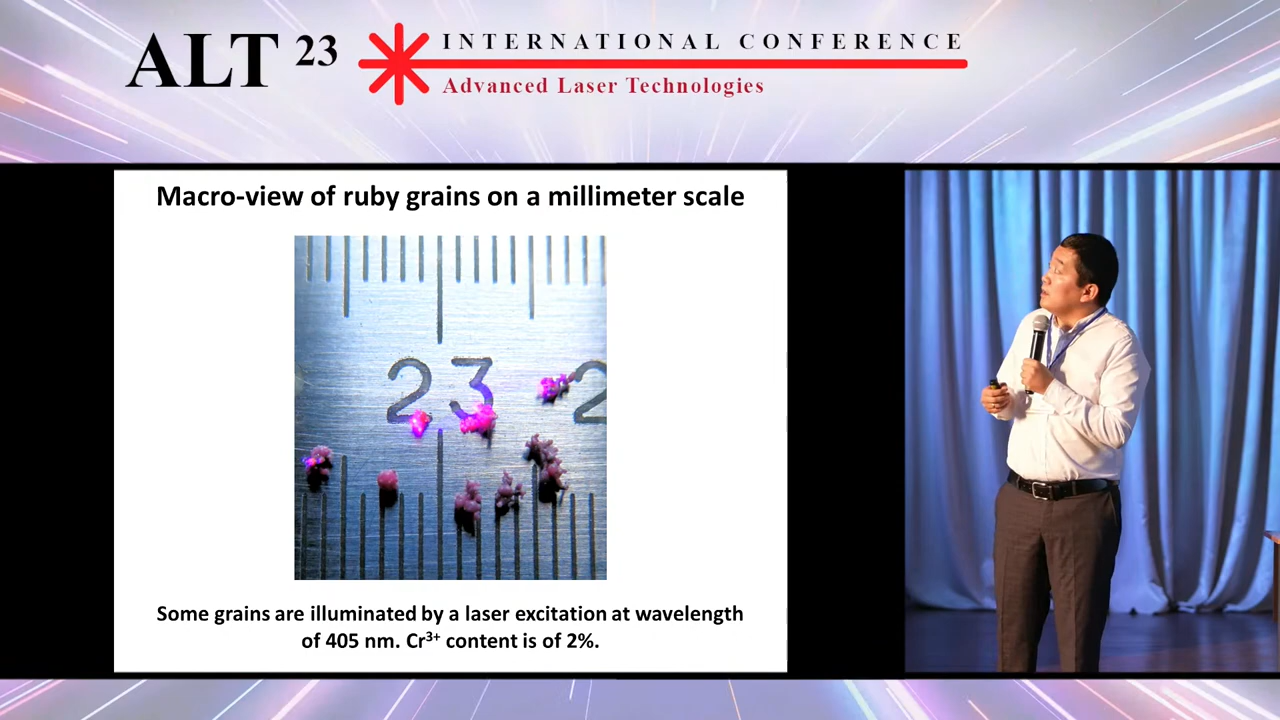 ALT 23
INTERNATIONAL CONFERENCE
Advanced Laser Technologies
Macro-view of ruby grains on a millimeter scale
23
2
Some grains are illuminated by a laser excitation at wavelength
of 405 nm. Cr³⁺ content is of 2%.